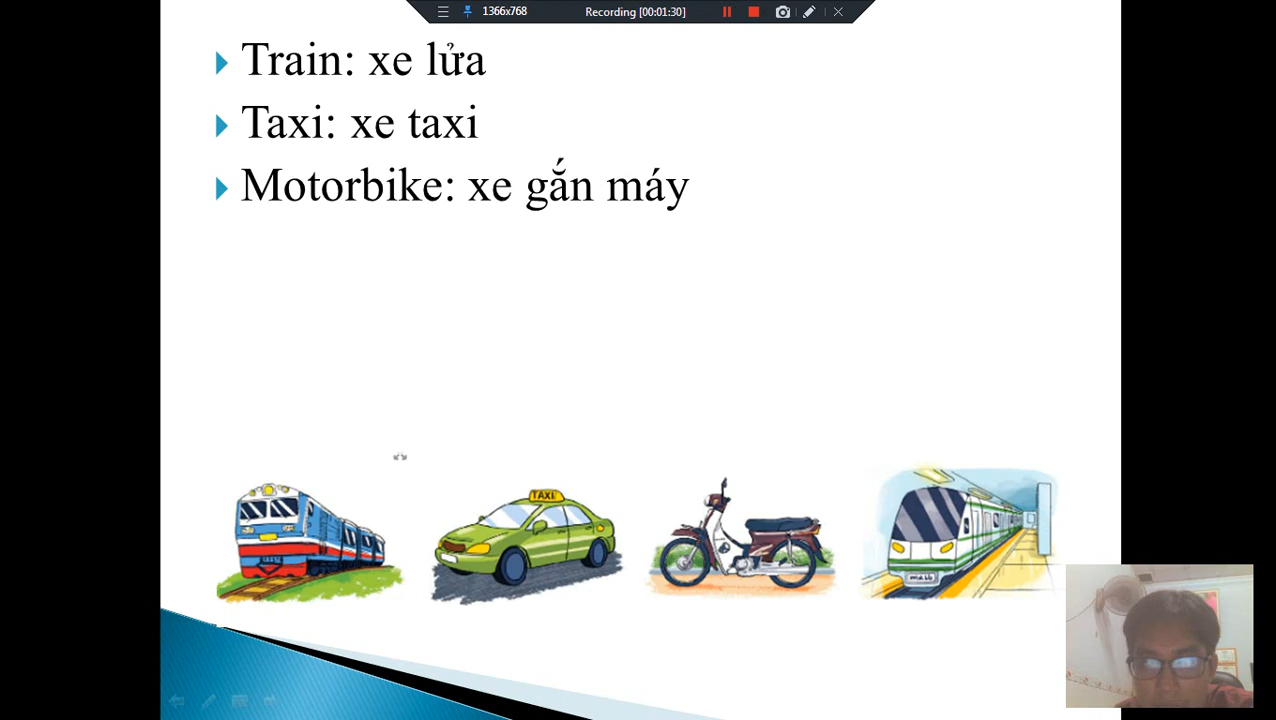 1366x768
Recording [00:01:30]
Train: xe lửa
Taxi: xe taxi
Motorbike: xe gắn máy
TAXI